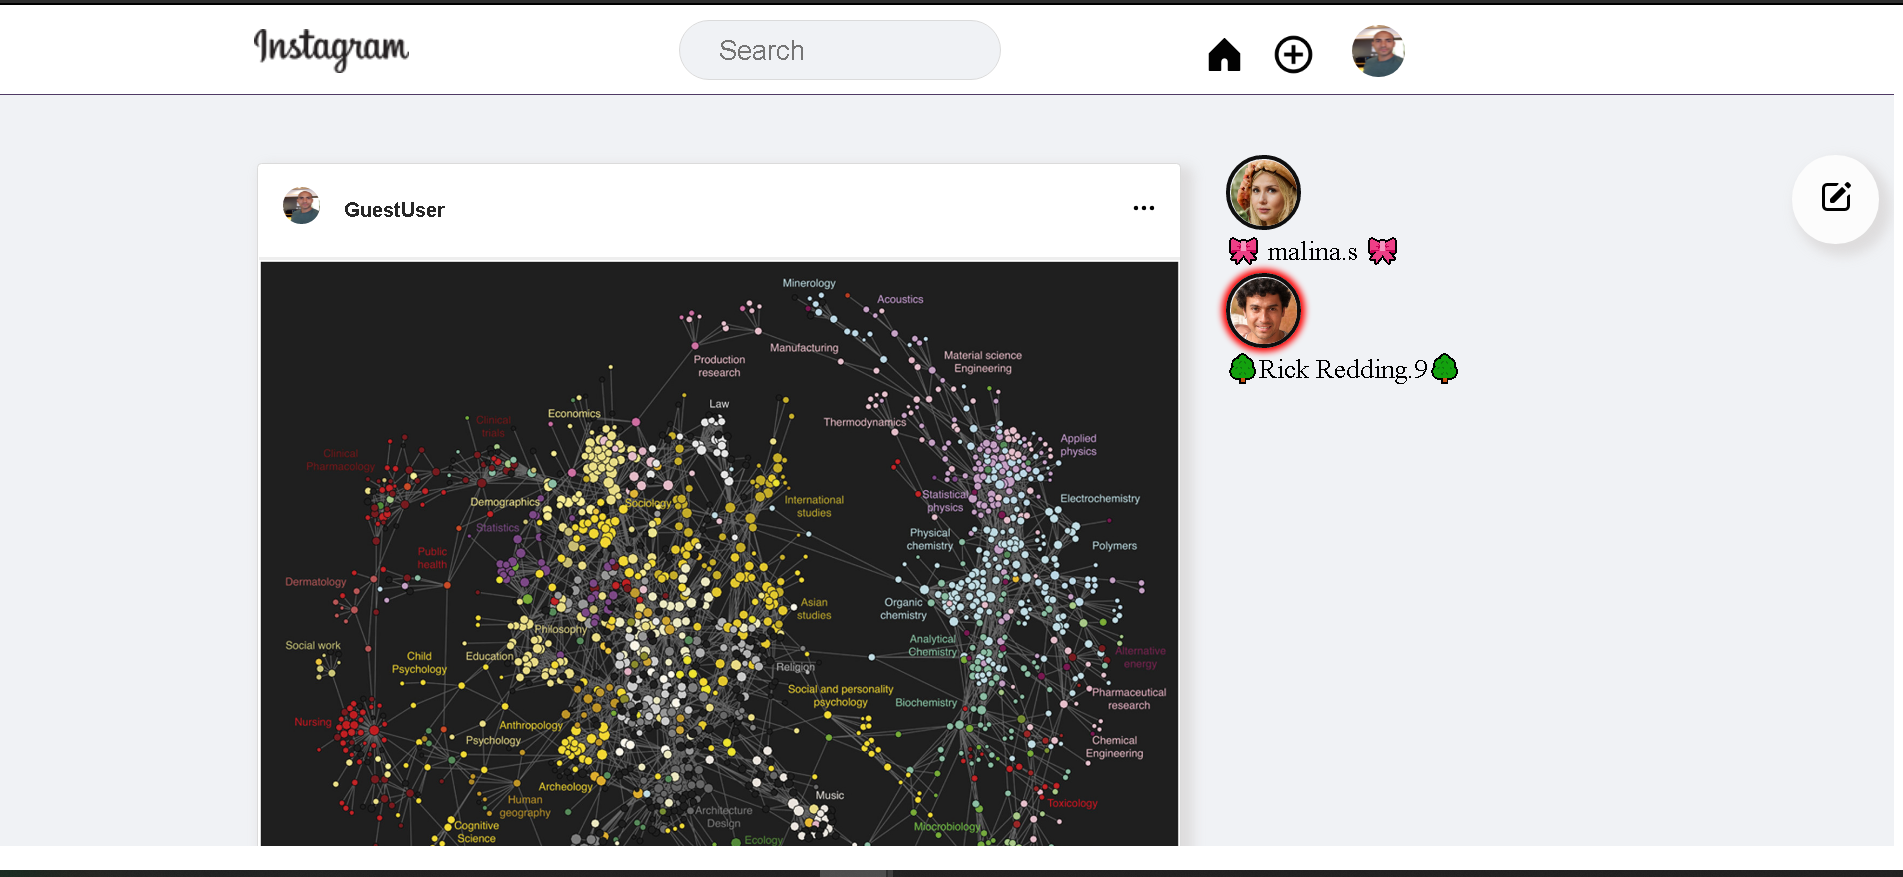 Instagram
Search
GuestUser
🎀 malina.s 🎀
🌳Rick Redding.9🌳
Minerology
Acoustics
Manufacturing
Production
research
Material science
Engineering
Law
Economics
Thermodynamics
Clinical
trials
Clinical
Pharmacology
Applied
physics
Demographics
Sociology
International
studies
Statistical
physics
Electrochemistry
Statistics
Physical
chemistry
Polymers
Public
health
Dermatology
Asian
studies
Organic
chemistry
Philosophy
Social work
Analytical
Chemistry
Alternative
energy
Child
Psychology
Education
Religion
Social and personality
psychology
Biochemistry
Pharmaceutical
research
Nursing
Anthropology
Psychology
Chemical
Engineering
Archeology
Human
geography
Music
Toxicology
Architecture
Design
Cognitive
Science
Ecology
Miocrobiology